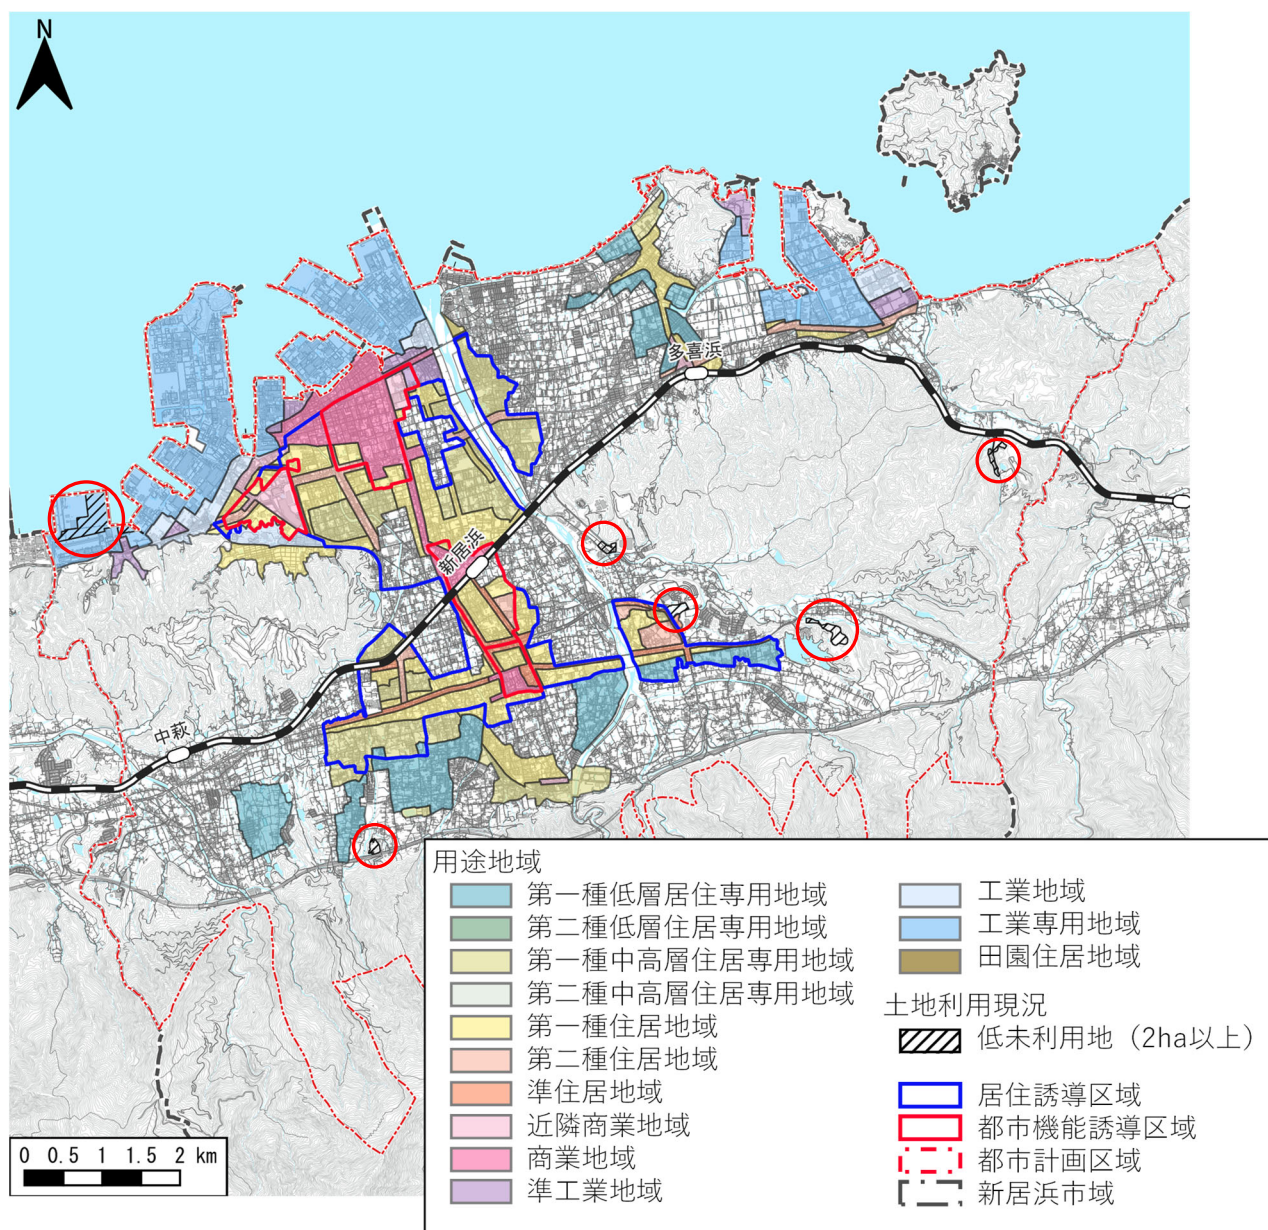 N
多喜浜
新居浜
中萩
用途地域
第一種低層居住専用地域
第二種低層住居専用地域
第一種中高層住居専用地域
第二種中高層住居専用地域
第一種住居地域
第二種住居地域
準住居地域
近隣商業地域
商業地域
準工業地域
工業地域
工業専用地域
田園住居地域
土地利用現況
低未利用地（2ha以上）
居住誘導区域
都市機能誘導区域
都市計画区域
新居浜市域
0 0.5 1 1.5 2 km